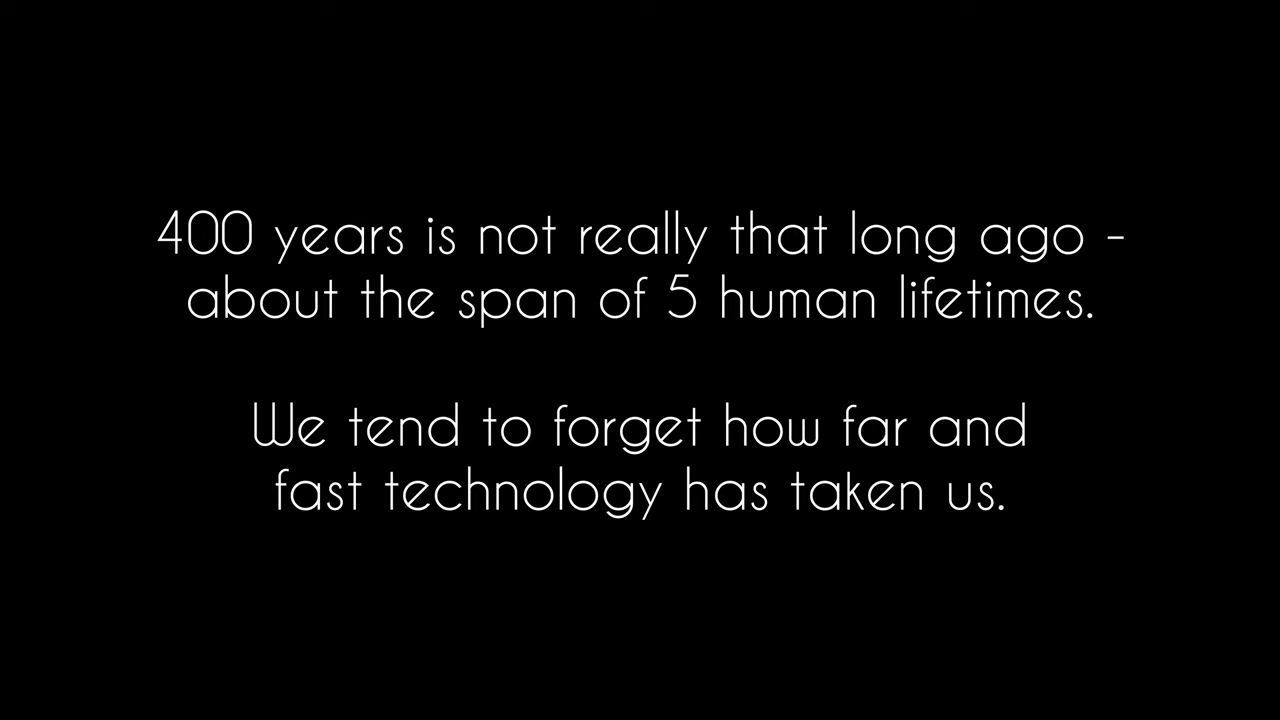 400 years is not really that long ago -
about the span of 5 human lifetimes.
We tend to forget how far and
fast technology has taken us.